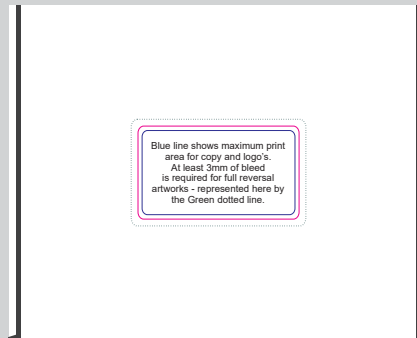 Blue line shows maximum print
area for copy and logo's.
At least 3mm of bleed
is required for full reversal
artworks - represented here by
the Green dotted line.